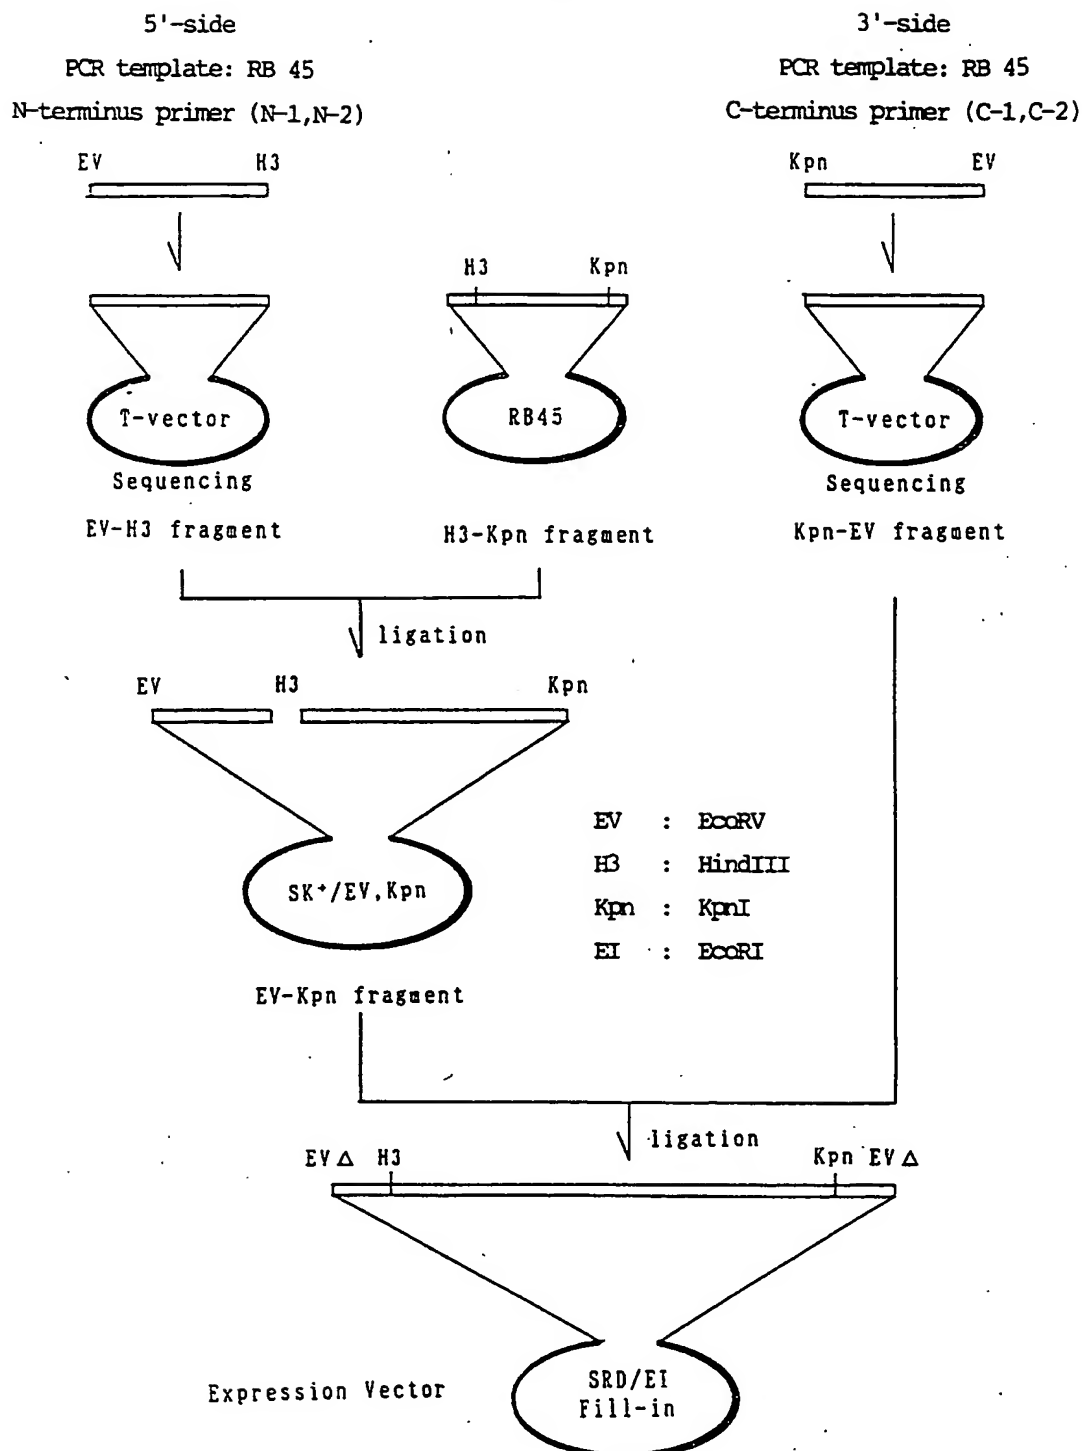 5'-side
PCR template: RB 45
N-terminus primer (N-1,N-2)
3'-side
PCR template: RB 45
C-terminus primer (C-1,C-2)
EV H3
Kpn EV
H3 Kpn
T-vector
RB45
T-vector
Sequencing
Sequencing
EV-H3 fragment
H3-Kpn fragment
Kpn-EV fragment
ligation
EV H3 Kpn
EV : EcoRV
H3 : HindIII
Kpn : KpnI
EI : EcoRI
SK⁺/EV,Kpn
EV-Kpn fragment
ligation
EV△ H3 Kpn EV△
Expression Vector
SRD/EI
Fill-in